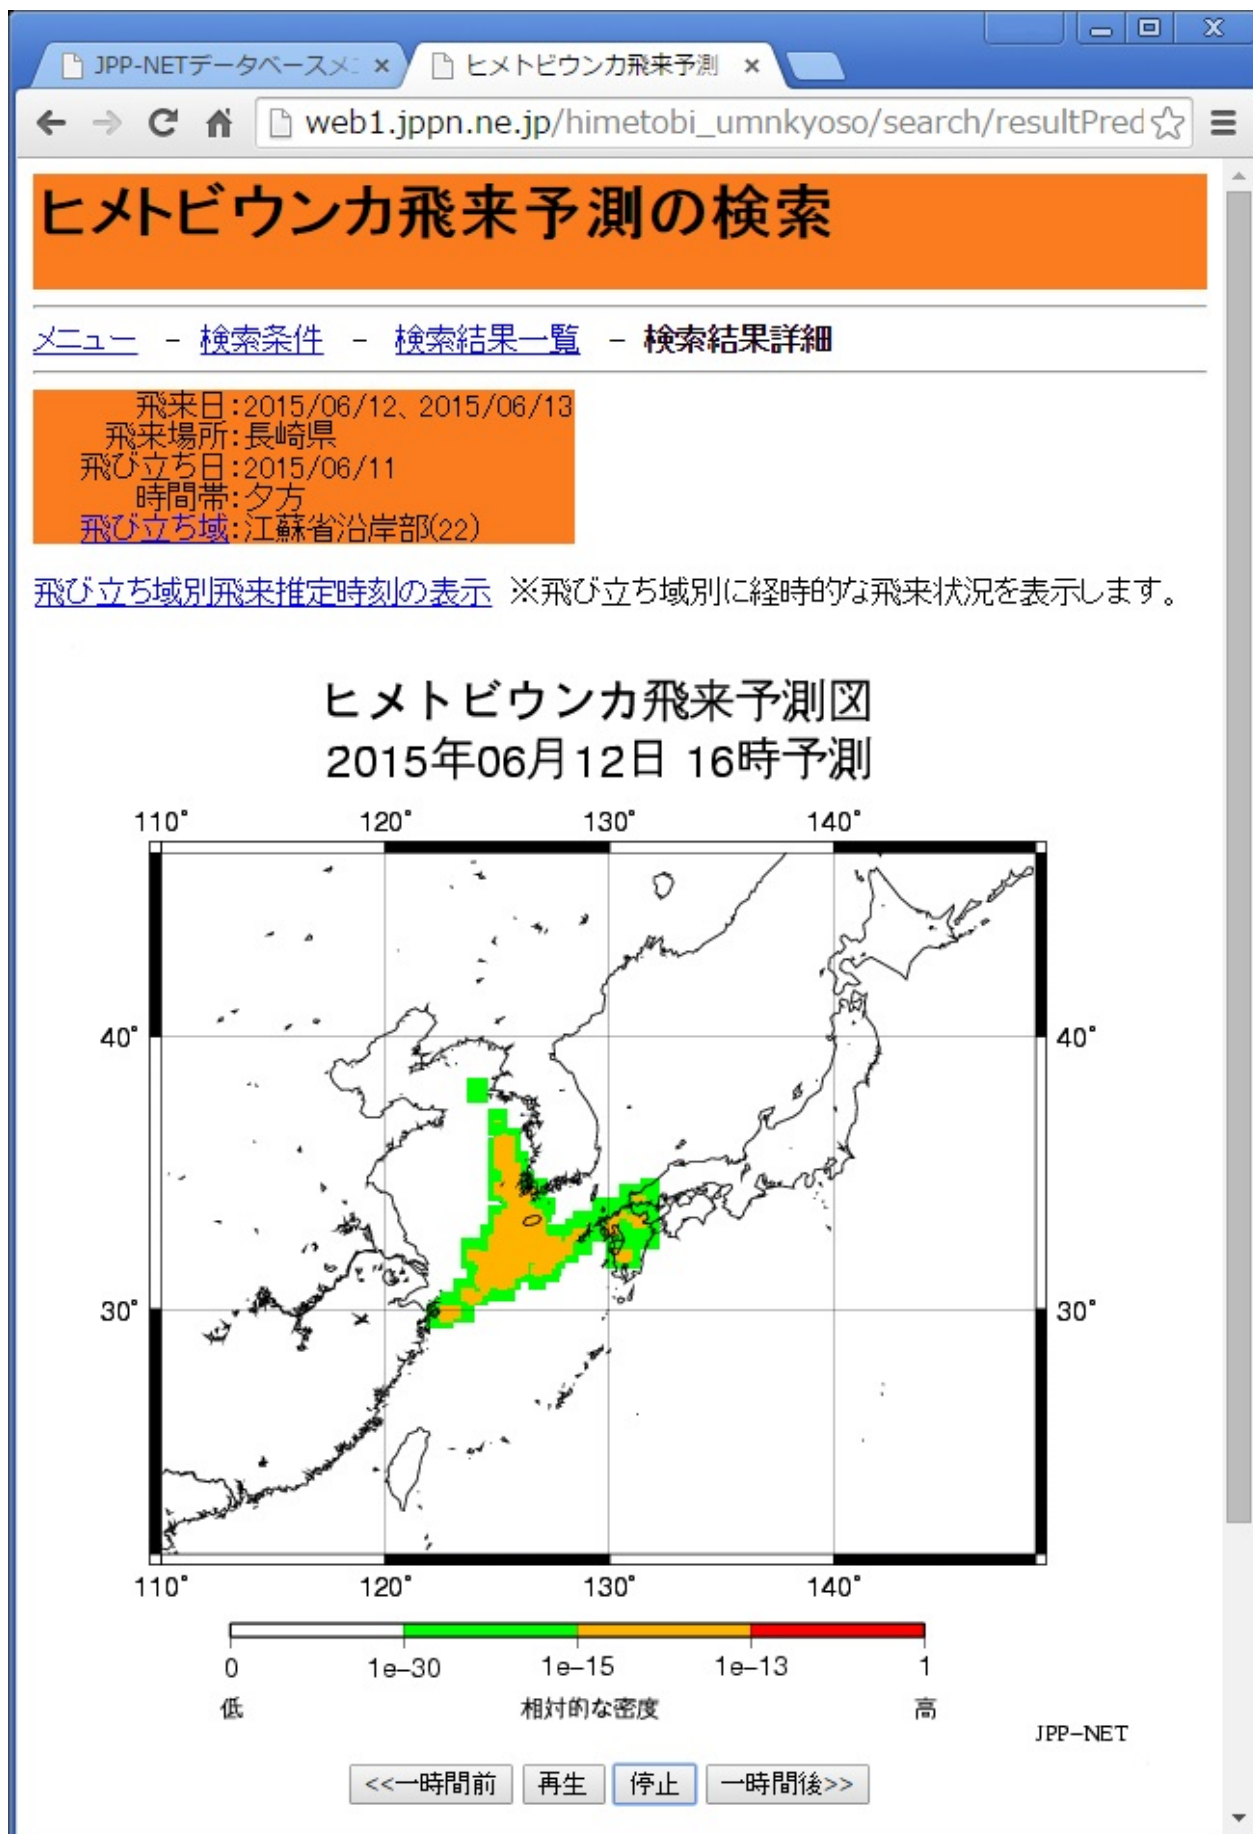 JPP-NETデータベースメニ ×
ヒメトビウンカ飛来予測 ×
web1.jppn.ne.jp/himetobi_umnkyoso/search/resultPred
ヒメトビウンカ飛来予測の検索
メニュー - 検索条件 - 検索結果一覧 - 検索結果詳細
飛来日:2015/06/12、2015/06/13
飛来場所:長崎県
飛び立ち日:2015/06/11
時間帯:夕方
飛び立ち域:江蘇省沿岸部(22)
飛び立ち域別飛来推定時刻の表示 ※飛び立ち域別に経時的な飛来状況を表示します。
ヒメトビウンカ飛来予測図
2015年06月12日 16時予測
110° 120° 130° 140°
40° 40°
30° 30°
110° 120° 130° 140°
0 1e-30 1e-15 1e-13 1
低 相対的な密度 高
JPP-NET
<<一時間前 再生 停止 一時間後>>